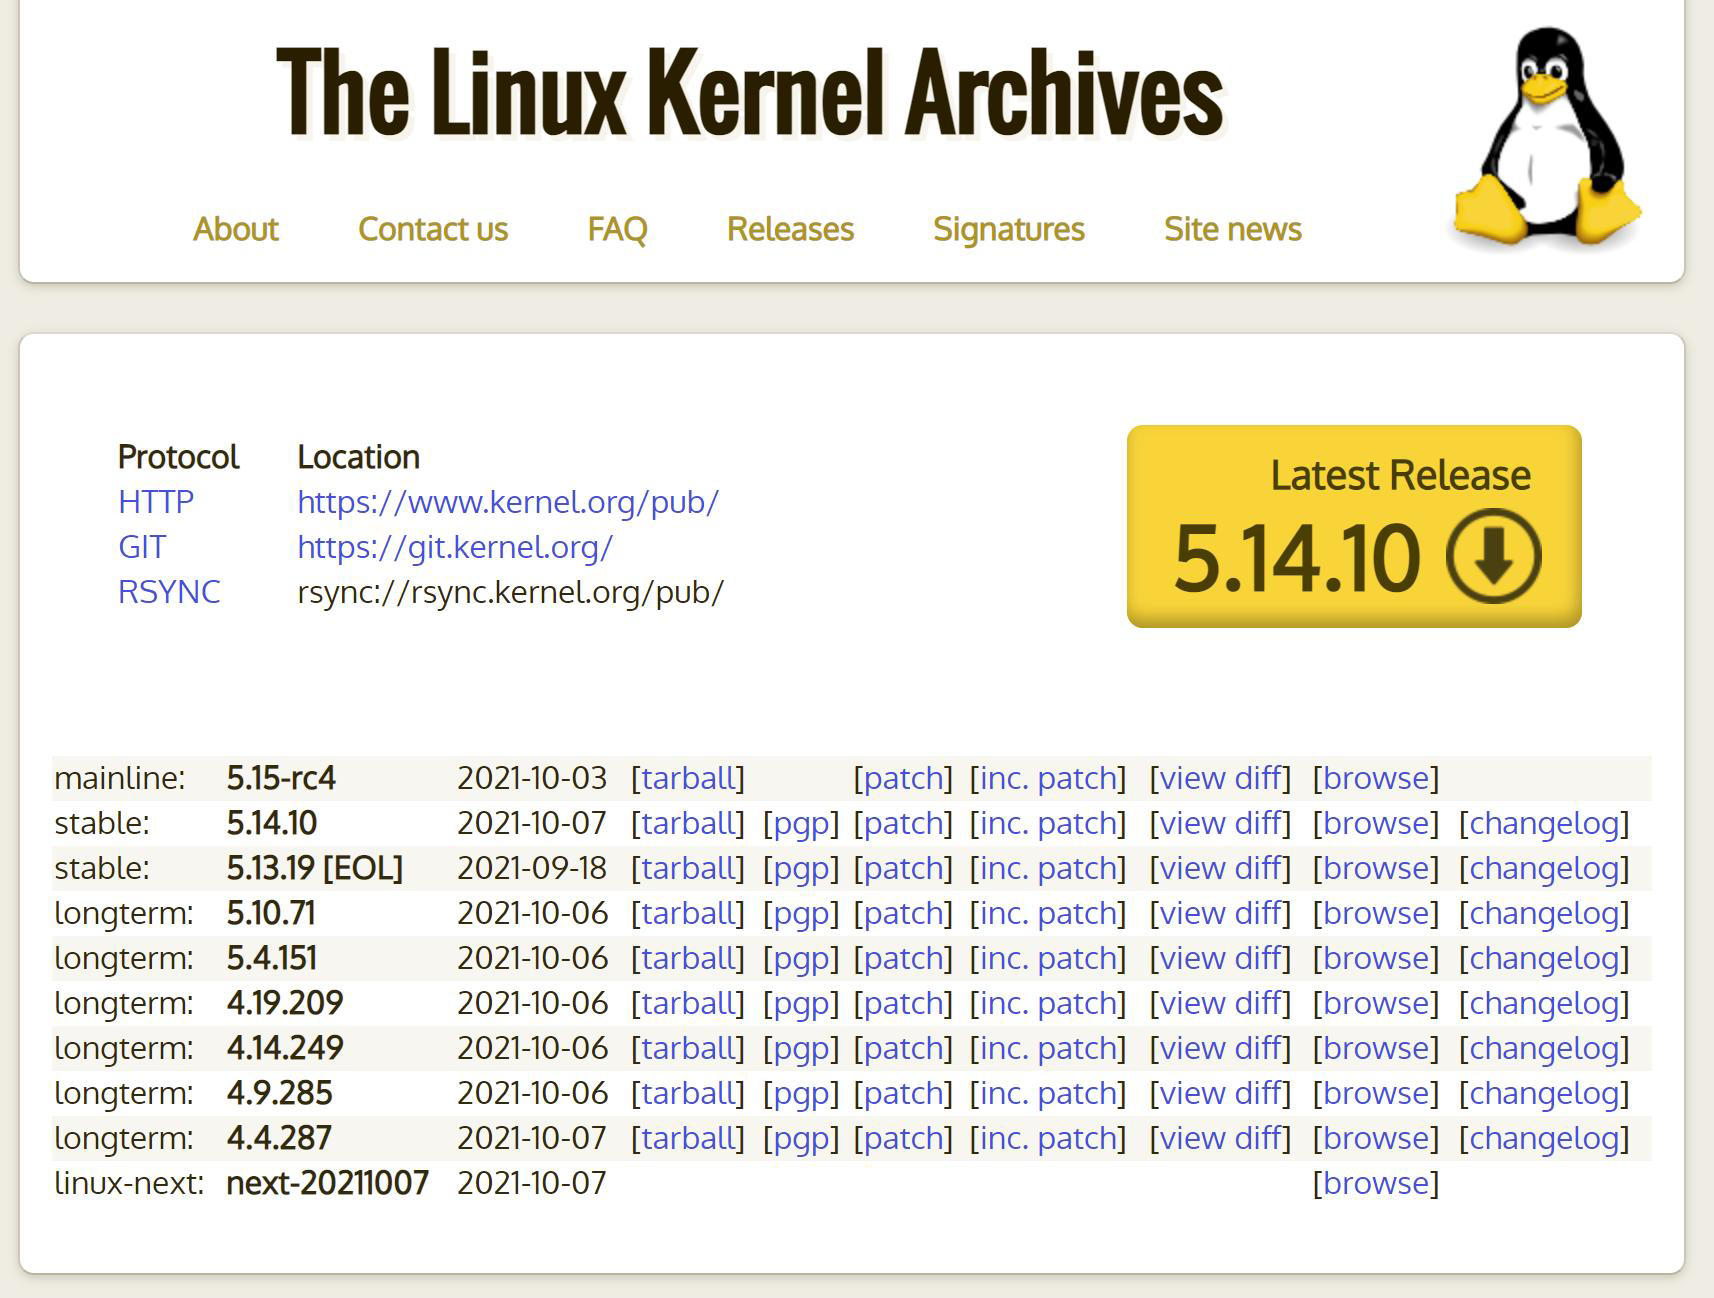 The Linux Kernel Archives
About Contact us FAQ Releases Signatures Site news
Protocol Location
HTTP https://www.kernel.org/pub/
GIT https://git.kernel.org/
RSYNC rsync://rsync.kernel.org/pub/
Latest Release
5.14.10
mainline: 5.15-rc4 2021-10-03 [tarball] [patch] [inc. patch] [view diff] [browse]
stable: 5.14.10 2021-10-07 [tarball] [pgp] [patch] [inc. patch] [view diff] [browse] [changelog]
stable: 5.13.19 [EOL] 2021-09-18 [tarball] [pgp] [patch] [inc. patch] [view diff] [browse] [changelog]
longterm: 5.10.71 2021-10-06 [tarball] [pgp] [patch] [inc. patch] [view diff] [browse] [changelog]
longterm: 5.4.151 2021-10-06 [tarball] [pgp] [patch] [inc. patch] [view diff] [browse] [changelog]
longterm: 4.19.209 2021-10-06 [tarball] [pgp] [patch] [inc. patch] [view diff] [browse] [changelog]
longterm: 4.14.249 2021-10-06 [tarball] [pgp] [patch] [inc. patch] [view diff] [browse] [changelog]
longterm: 4.9.285 2021-10-06 [tarball] [pgp] [patch] [inc. patch] [view diff] [browse] [changelog]
longterm: 4.4.287 2021-10-07 [tarball] [pgp] [patch] [inc. patch] [view diff] [browse] [changelog]
linux-next: next-20211007 2021-10-07 [browse]